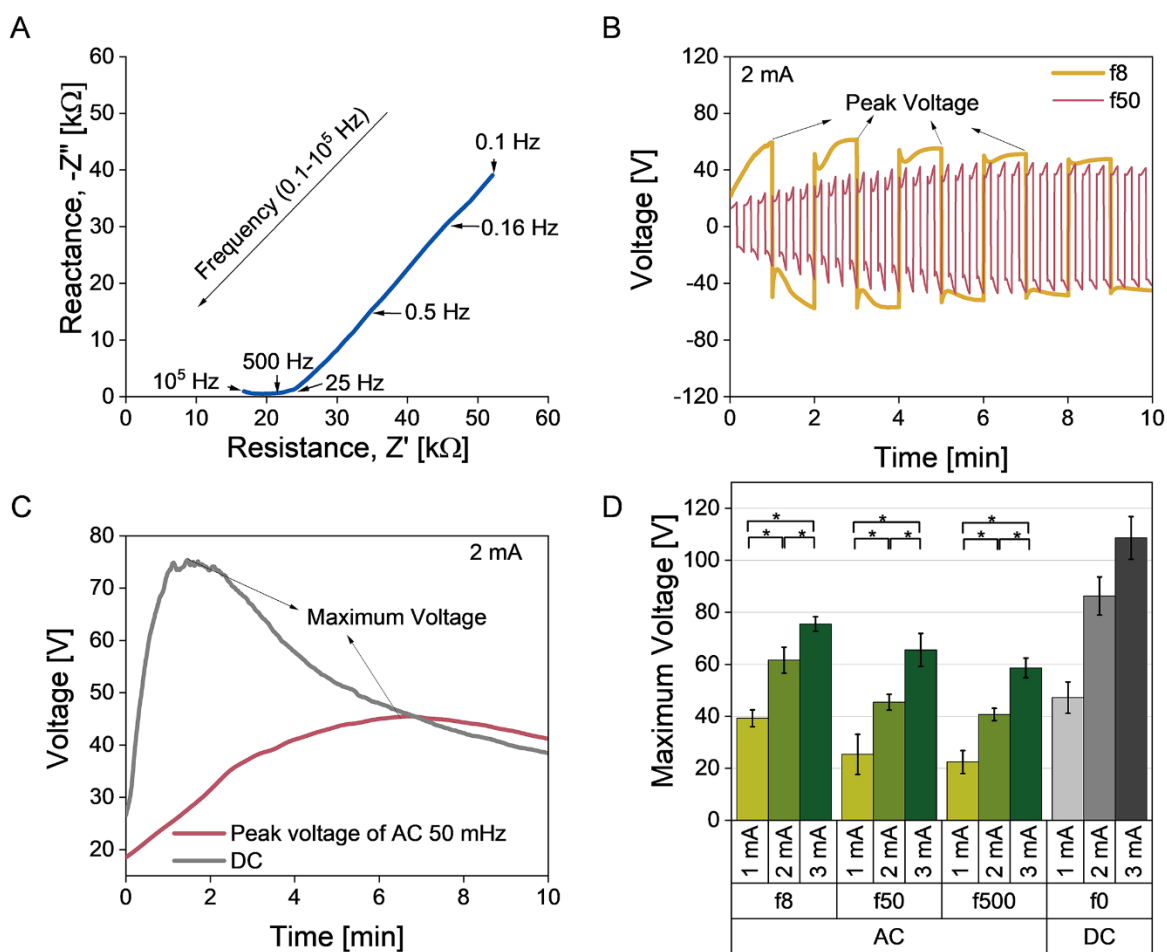 A
60
50
40
30
20
10
0
Reactance, -Z" [kΩ]
Frequency (0.1-10⁵ Hz)
0.1 Hz
0.16 Hz
0.5 Hz
500 Hz
10⁵ Hz
25 Hz
0 10 20 30 40 50 60
Resistance, Z' [kΩ]
B
120
80
40
0
-40
-80
-120
Voltage [V]
2 mA
f8
f50
Peak Voltage
0 2 4 6 8 10
Time [min]
C
80
70
60
50
40
30
20
Voltage [V]
2 mA
Maximum Voltage
Peak voltage of AC 50 mHz
DC
0 2 4 6 8 10
Time [min]
D
120
100
80
60
40
20
0
Maximum Voltage [V]
* * *
* * * * * *
1 mA 2 mA 3 mA 1 mA 2 mA 3 mA 1 mA 2 mA 3 mA 1 mA 2 mA 3 mA
f8 f50 f500 f0
AC DC